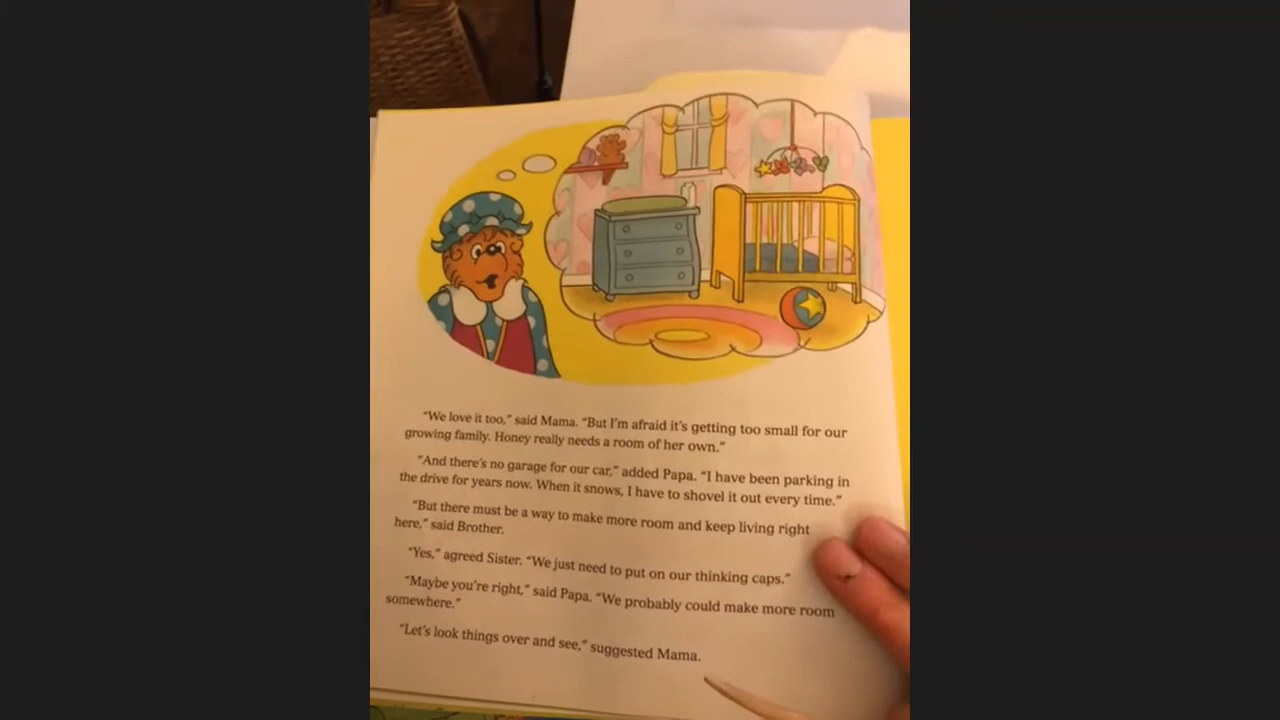 “We love it too,” said Mama. “But I’m afraid it’s getting too small for our
growing family. Honey really needs a room of her own.”
“And there’s no garage for our car,” added Papa. “I have been parking in
the drive for years now. When it snows, I have to shovel it out every time.”
“But there must be a way to make more room and keep living right
here,” said Brother.
“Yes,” agreed Sister. “We just need to put on our thinking caps.”
“Maybe you’re right,” said Papa. “We probably could make more room
somewhere.”
“Let’s look things over and see,” suggested Mama.